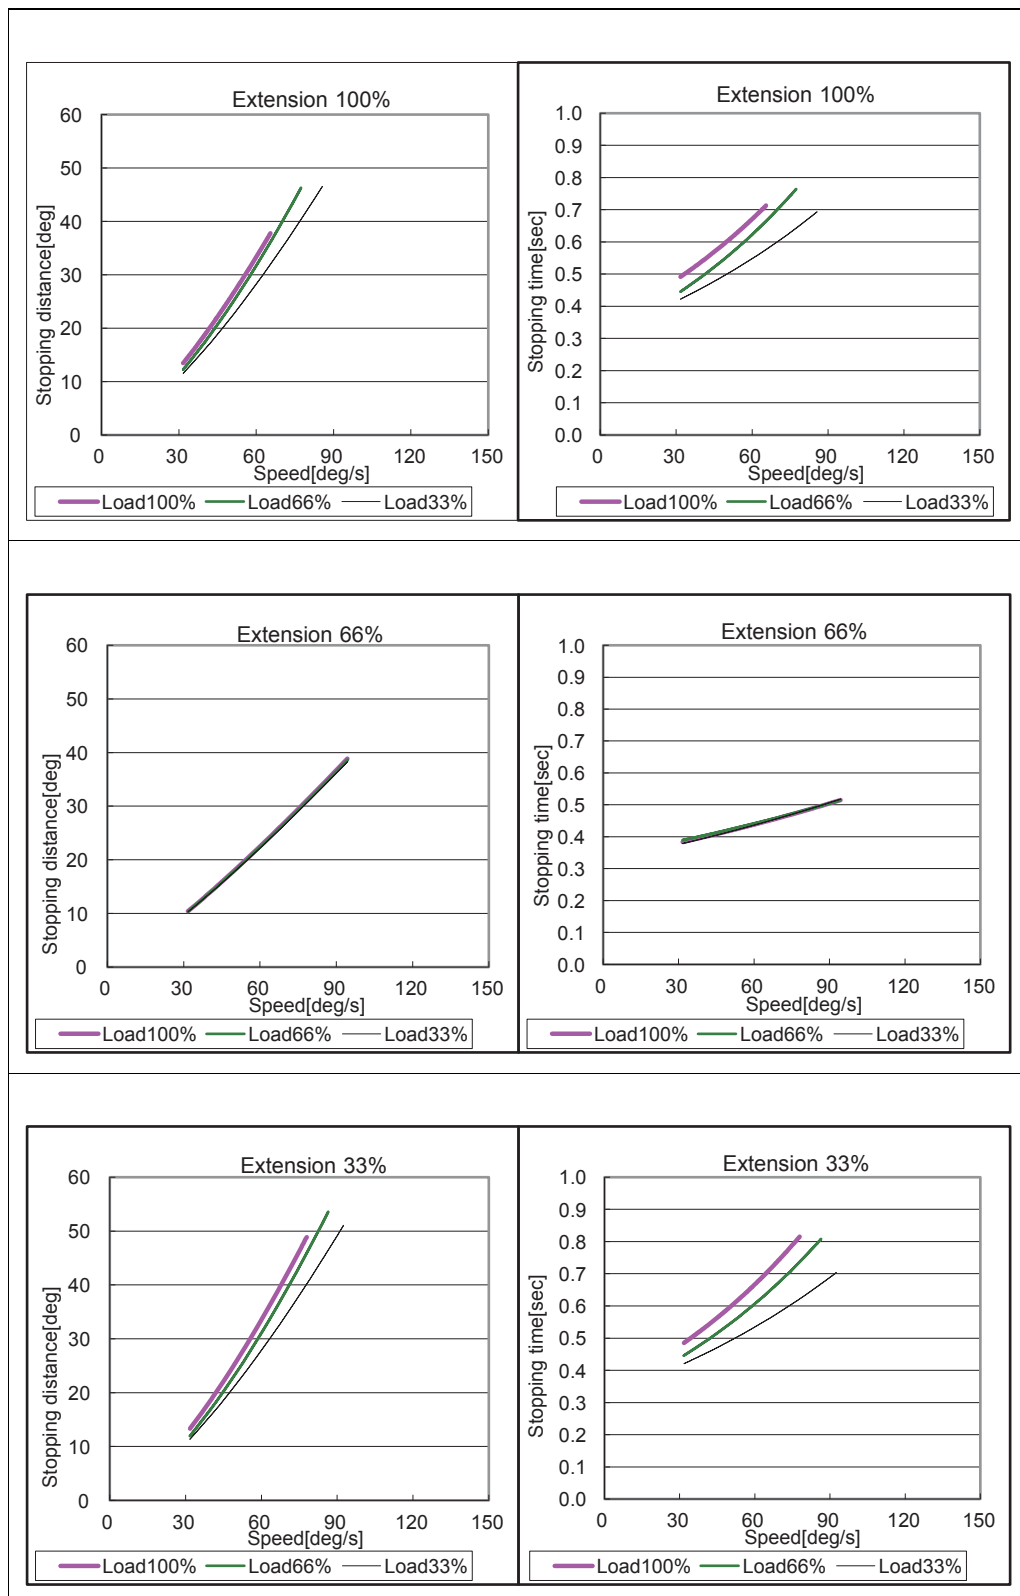 Extension 100%
60
50
40
30
20
10
0
Stopping distance[deg]
0 30 60 90 120 150
Speed[deg/s]
Load100% Load66% Load33%
Extension 100%
1.0
0.9
0.8
0.7
0.6
0.5
0.4
0.3
0.2
0.1
0.0
Stopping time[sec]
0 30 60 90 120 150
Speed[deg/s]
Load100% Load66% Load33%
Extension 66%
60
50
40
30
20
10
0
Stopping distance[deg]
0 30 60 90 120 150
Speed[deg/s]
Load100% Load66% Load33%
Extension 66%
1.0
0.9
0.8
0.7
0.6
0.5
0.4
0.3
0.2
0.1
0.0
Stopping time[sec]
0 30 60 90 120 150
Speed[deg/s]
Load100% Load66% Load33%
Extension 33%
60
50
40
30
20
10
0
Stopping distance[deg]
0 30 60 90 120 150
Speed[deg/s]
Load100% Load66% Load33%
Extension 33%
1.0
0.9
0.8
0.7
0.6
0.5
0.4
0.3
0.2
0.1
0.0
Stopping time[sec]
0 30 60 90 120 150
Speed[deg/s]
Load100% Load66% Load33%